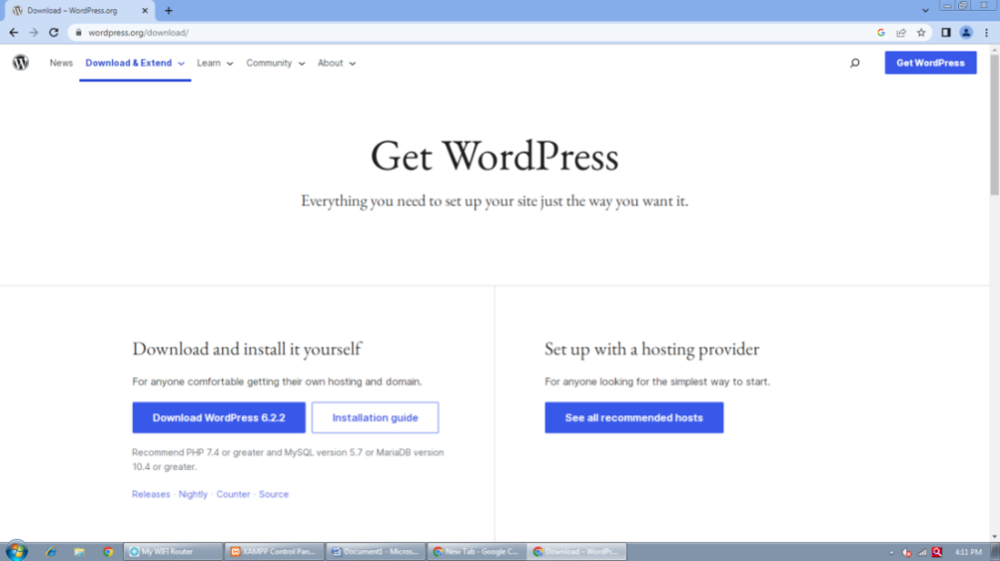 Download – WordPress.org
wordpress.org/download/
News Download & Extend Learn Community About Get WordPress
Get WordPress
Everything you need to set up your site just the way you want it.
Download and install it yourself
For anyone comfortable getting their own hosting and domain.
Download WordPress 6.2.2 Installation guide
Recommend PHP 7.4 or greater and MySQL version 5.7 or MariaDB version
10.4 or greater.
Releases · Nightly · Counter · Source
Set up with a hosting provider
For anyone looking for the simplest way to start.
See all recommended hosts
My WIFI Router XAMPP Control Pan... Document1 - Micros... New Tab - Google C... Download – WordPr... 4:11 PM